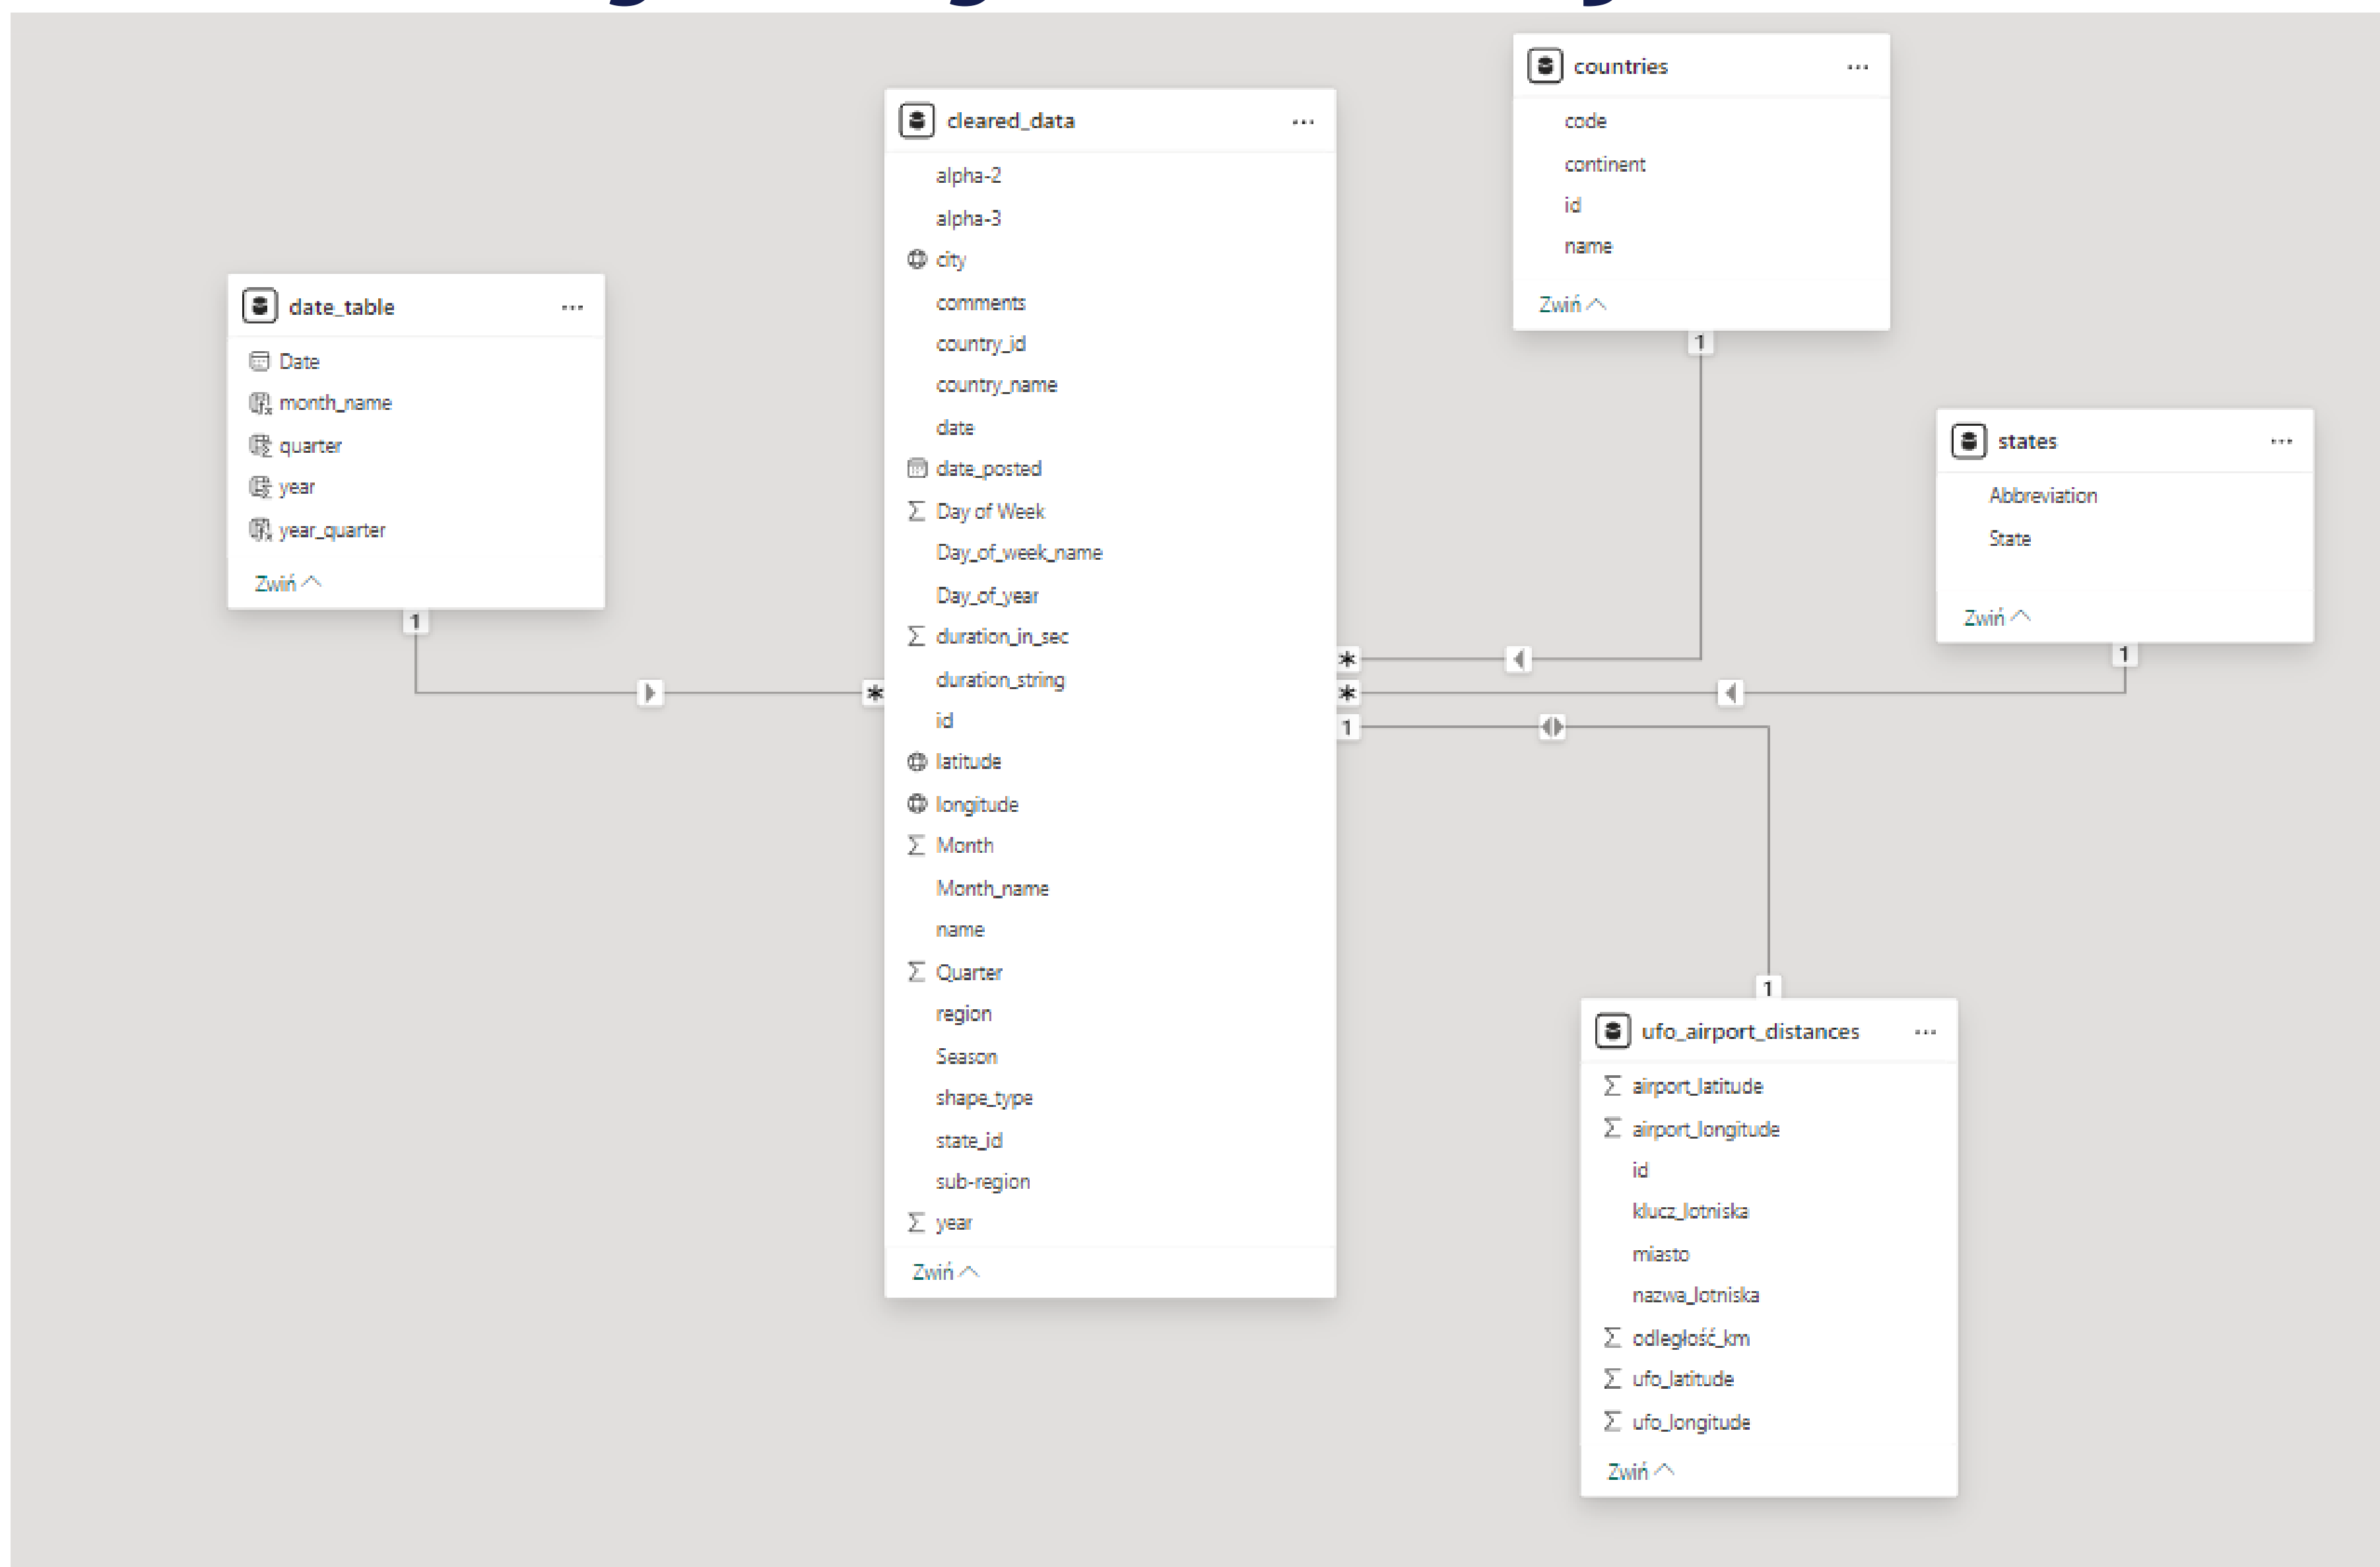 date_table
Date
month_name
quarter
year
year_quarter
Zwiń
1
*
cleared_data
alpha-2
alpha-3
city
comments
country_id
country_name
date
date_posted
Day of Week
Day_of_week_name
Day_of_year
duration_in_sec
duration_string
id
latitude
longitude
Month
Month_name
name
Quarter
region
Season
shape_type
state_id
sub-region
year
Zwiń
*
*
1
countries
code
continent
id
name
Zwiń
1
states
Abbreviation
State
Zwiń
1
1
ufo_airport_distances
airport_latitude
airport_longitude
id
klucz_lotniska
miasto
nazwa_lotniska
odległość_km
ufo_latitude
ufo_longitude
Zwiń